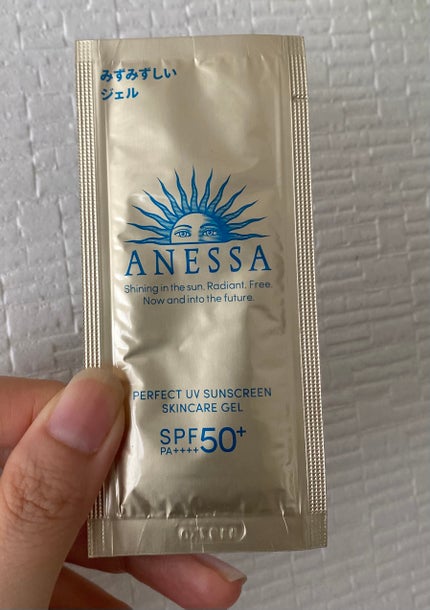 みずみずしい
ジェル
ANESSA
Shining in the sun. Radiant. Free.
Now and into the future.
PERFECT UV SUNSCREEN
SKINCARE GEL
SPF50+
PA++++